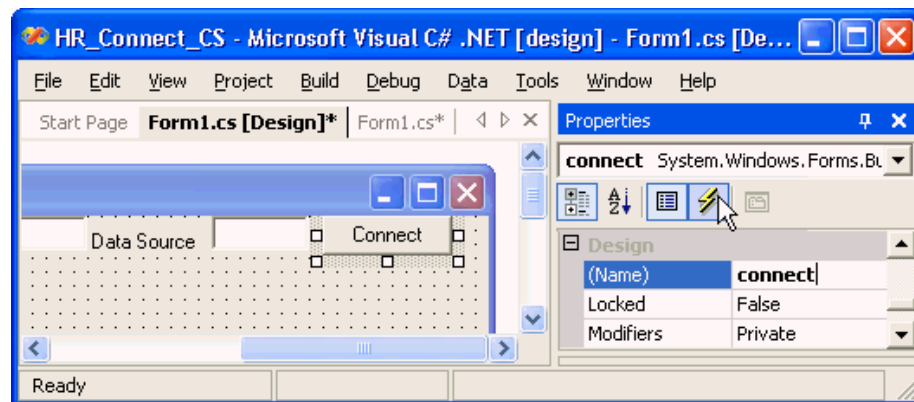 HR_Connect_CS - Microsoft Visual C# .NET [design] - Form1.cs [De...
File Edit View Project Build Debug Data Tools Window Help
Start Page Form1.cs [Design]* Form1.cs*
Properties
connect System.Windows.Forms.Bu
Data Source Connect
Design
(Name) connect
Locked False
Modifiers Private
Ready